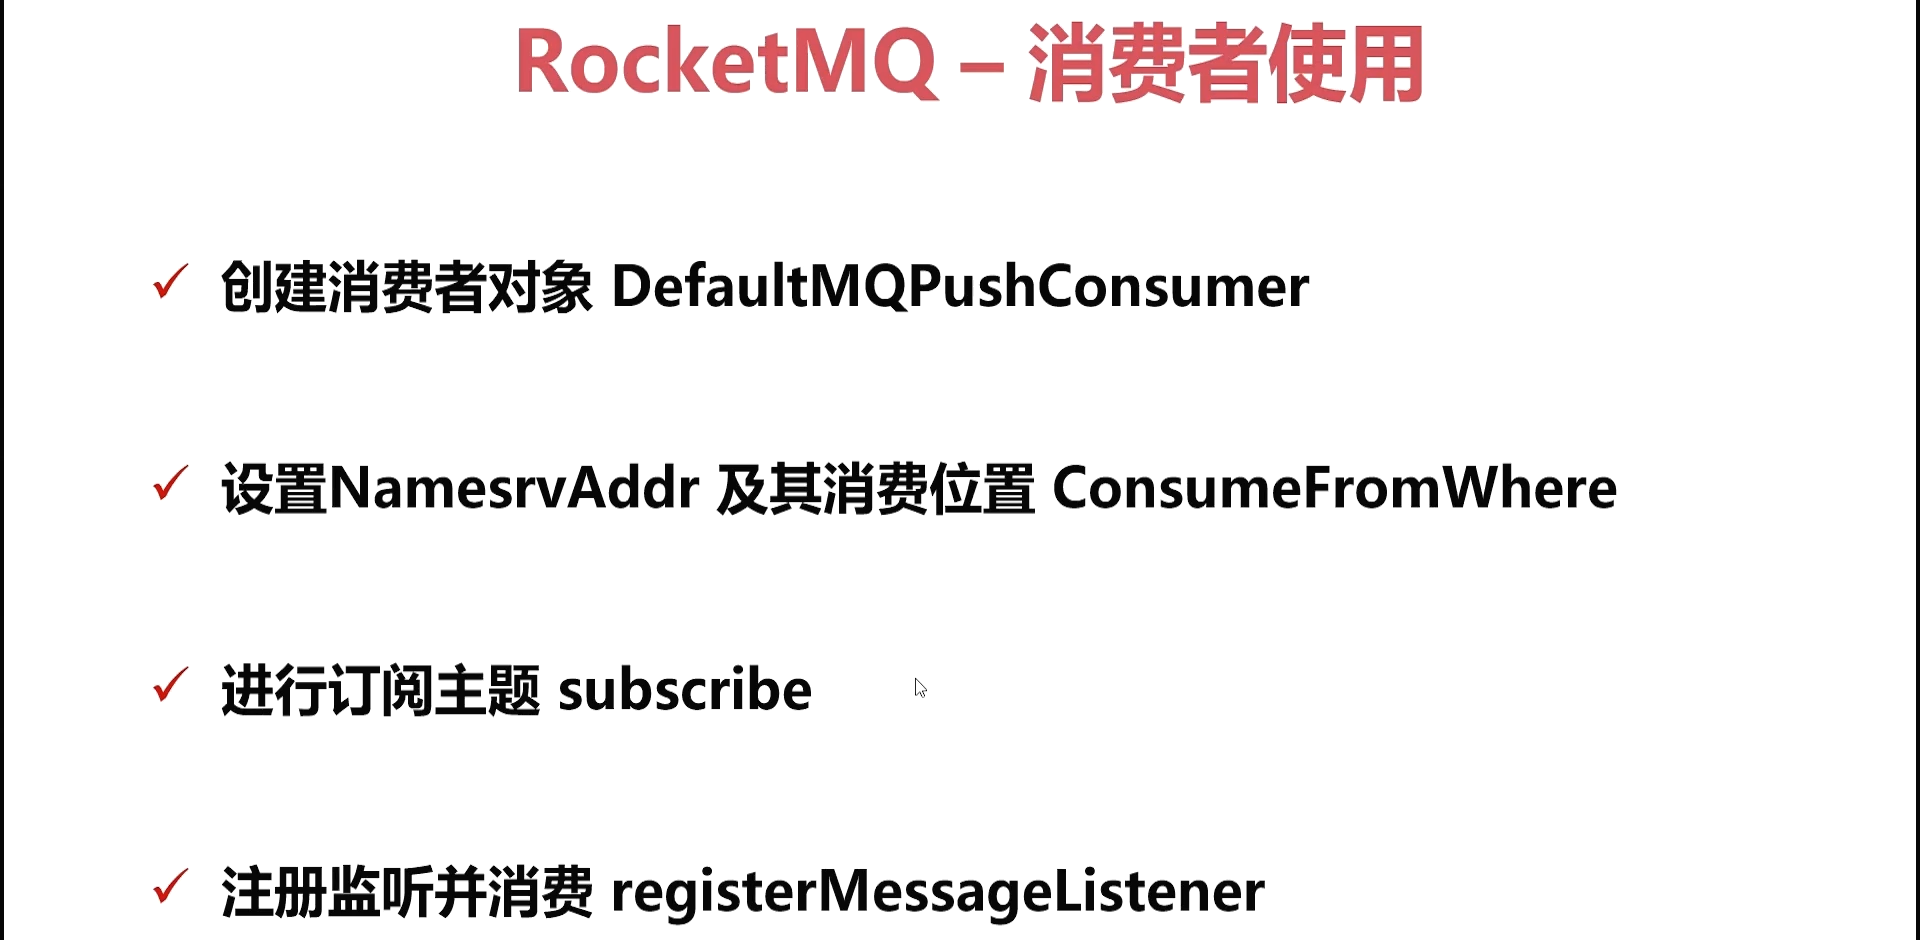 RocketMQ – 消费者使用
✓ 创建消费者对象 DefaultMQPushConsumer
✓ 设置NamesrvAddr 及其消费位置 ConsumeFromWhere
✓ 进行订阅主题 subscribe
✓ 注册监听并消费 registerMessageListener